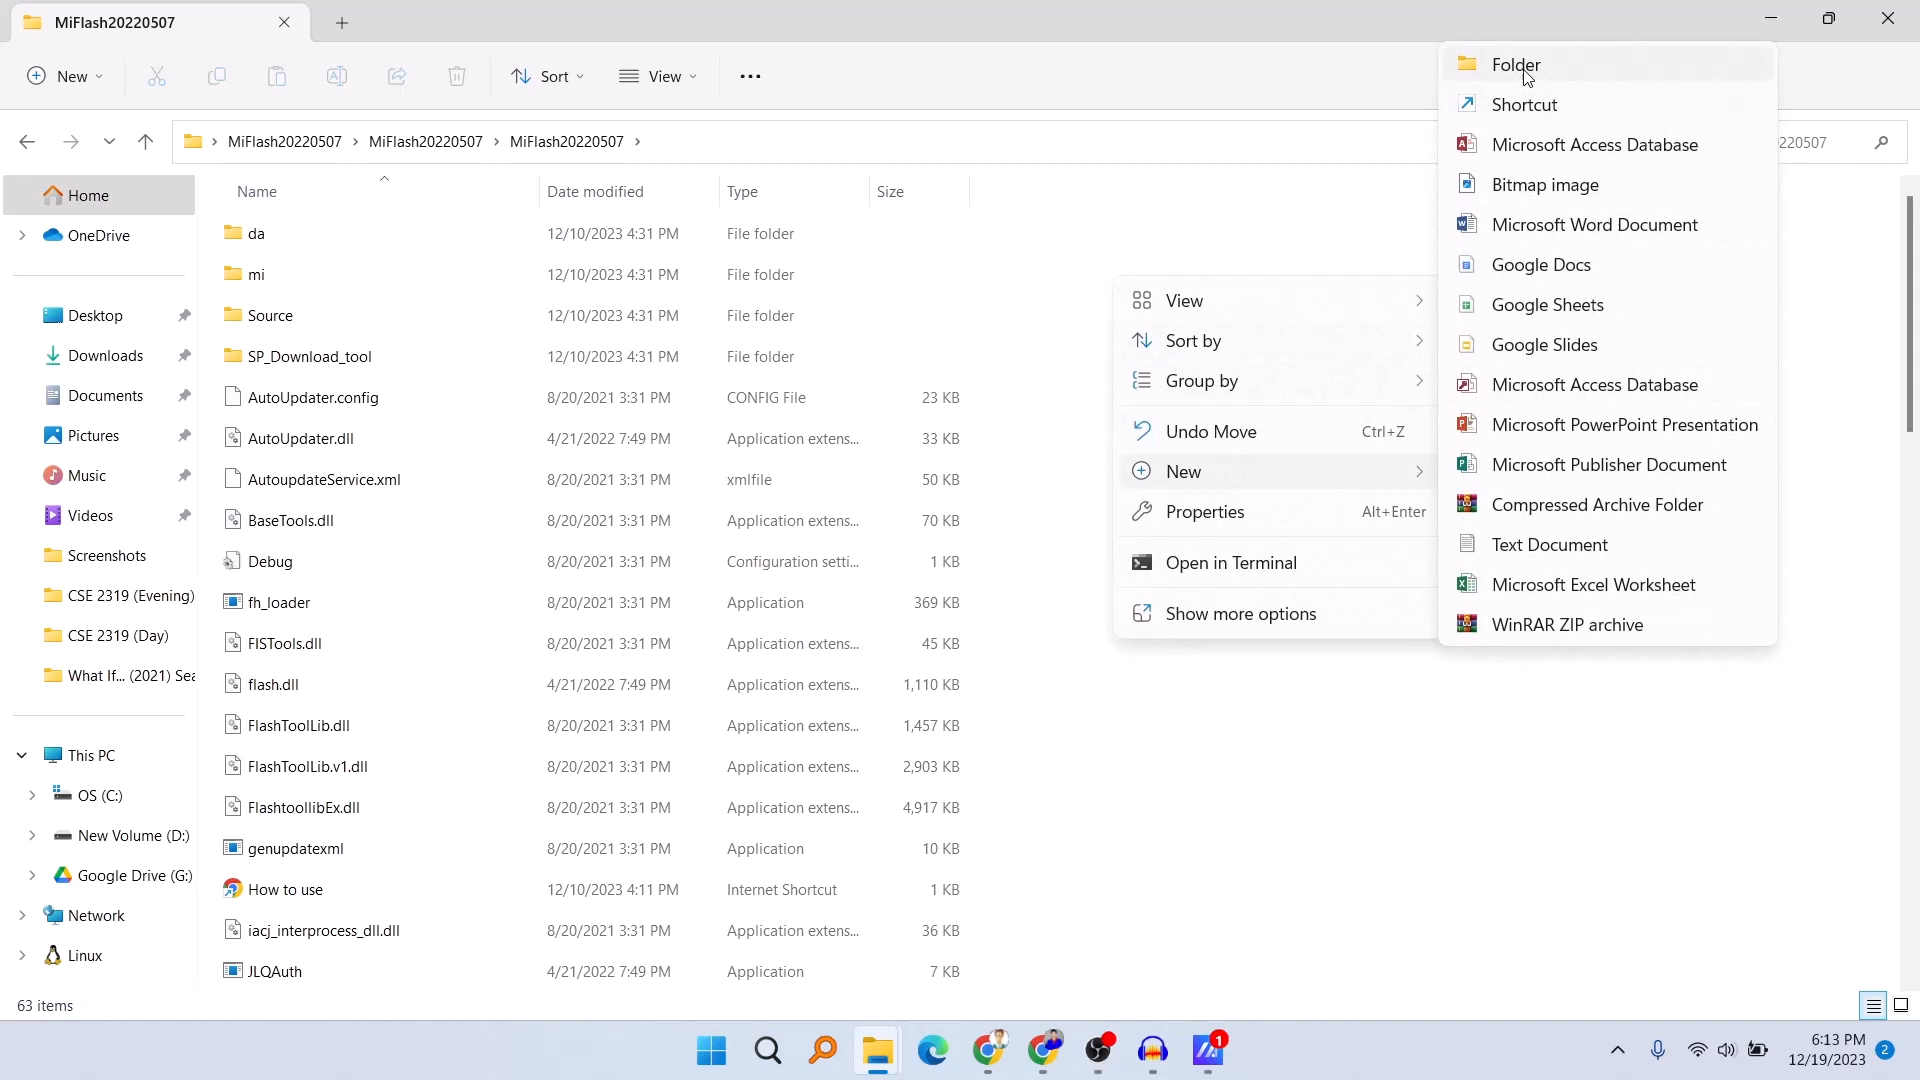 MiFlash20220507
New
Sort
View
MiFlash20220507 > MiFlash20220507 > MiFlash20220507 >
20507
Name Date modified Type Size
Home
OneDrive
Desktop
Downloads
Documents
Pictures
Music
Videos
Screenshots
CSE 2319 (Evening)
CSE 2319 (Day)
What If... (2021) Sea
This PC
OS (C:)
New Volume (D:)
Google Drive (G:)
Network
Linux
da 12/10/2023 4:31 PM File folder
mi 12/10/2023 4:31 PM File folder
Source 12/10/2023 4:31 PM File folder
SP_Download_tool 12/10/2023 4:31 PM File folder
AutoUpdater.config 8/20/2021 3:31 PM CONFIG File 23 KB
AutoUpdater.dll 4/21/2022 7:49 PM Application extens... 33 KB
AutoupdateService.xml 8/20/2021 3:31 PM xmlfile 50 KB
BaseTools.dll 8/20/2021 3:31 PM Application extens... 70 KB
Debug 8/20/2021 3:31 PM Configuration setti... 1 KB
fh_loader 8/20/2021 3:31 PM Application 369 KB
FISTools.dll 8/20/2021 3:31 PM Application extens... 45 KB
flash.dll 4/21/2022 7:49 PM Application extens... 1,110 KB
FlashToolLib.dll 8/20/2021 3:31 PM Application extens... 1,457 KB
FlashToolLib.v1.dll 8/20/2021 3:31 PM Application extens... 2,903 KB
FlashtoollibEx.dll 8/20/2021 3:31 PM Application extens... 4,917 KB
genupdatexml 8/20/2021 3:31 PM Application 10 KB
How to use 12/10/2023 4:11 PM Internet Shortcut 1 KB
iacj_interprocess_dll.dll 8/20/2021 3:31 PM Application extens... 36 KB
JLQAuth 4/21/2022 7:49 PM Application 7 KB
View
Sort by
Group by
Undo Move Ctrl+Z
New
Properties Alt+Enter
Open in Terminal
Show more options
Folder
Shortcut
Microsoft Access Database
Bitmap image
Microsoft Word Document
Google Docs
Google Sheets
Google Slides
Microsoft Access Database
Microsoft PowerPoint Presentation
Microsoft Publisher Document
Compressed Archive Folder
Text Document
Microsoft Excel Worksheet
WinRAR ZIP archive
63 items
1
6:13 PM
12/19/2023
2